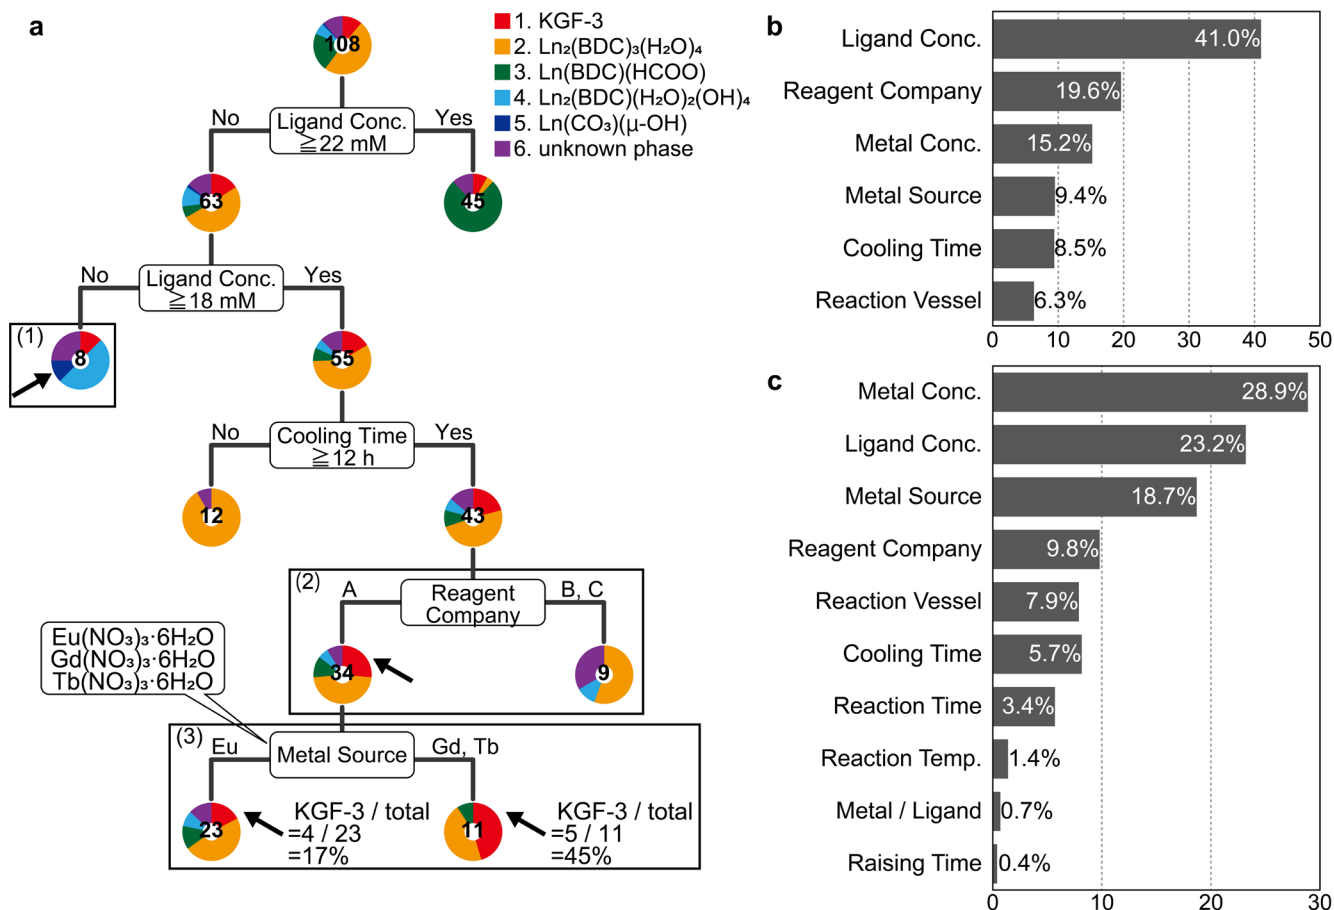 a
108
1. KGF-3
2. Ln₂(BDC)₃(H₂O)₄
3. Ln(BDC)(HCOO)
4. Ln₂(BDC)(H₂O)₂(OH)₄
5. Ln(CO₃)(μ-OH)
6. unknown phase
No
Ligand Conc.
≧22 mM
Yes
63
45
No
Ligand Conc.
≧18 mM
Yes
(1)
8
55
No
Cooling Time
≧12 h
Yes
12
43
(2)
A
Reagent
Company
B, C
34
9
Eu(NO₃)₃·6H₂O
Gd(NO₃)₃·6H₂O
Tb(NO₃)₃·6H₂O
(3)
Eu
Metal Source
Gd, Tb
23
KGF-3 / total
=4 / 23
=17%
11
KGF-3 / total
=5 / 11
=45%
b
Ligand Conc. 41.0%
Reagent Company 19.6%
Metal Conc. 15.2%
Metal Source 9.4%
Cooling Time 8.5%
Reaction Vessel 6.3%
0 10 20 30 40 50
c
Metal Conc. 28.9%
Ligand Conc. 23.2%
Metal Source 18.7%
Reagent Company 9.8%
Reaction Vessel 7.9%
Cooling Time 5.7%
Reaction Time 3.4%
Reaction Temp. 1.4%
Metal / Ligand 0.7%
Raising Time 0.4%
0 10 20 30